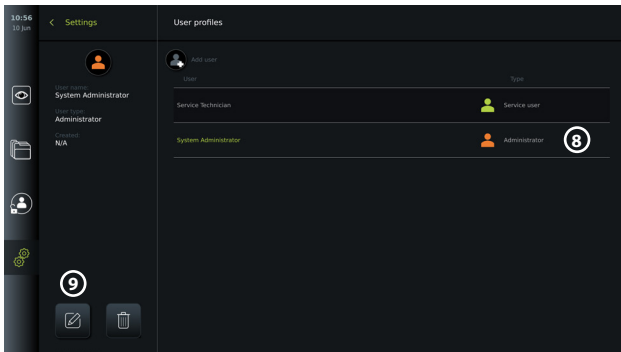 10:56
10 Jun
Settings
User profiles
Add user
User
Type
User name:
System Administrator
User type:
Administrator
Created:
N/A
Service Technician
Service user
System Administrator
Administrator
8
9